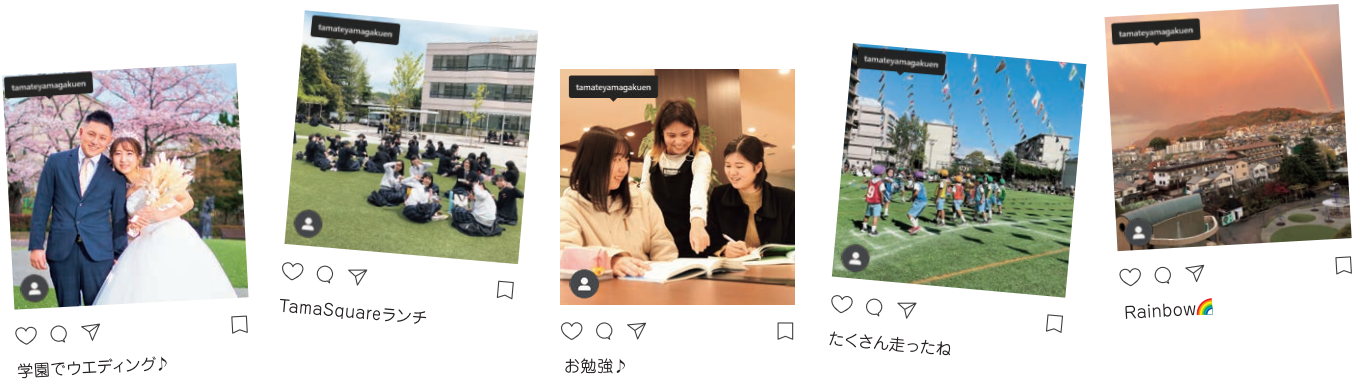 tamateyamagakuen
学園でウエディング♪
tamateyamagakuen
TamaSquareランチ
tamateyamagakuen
お勉強♪
tamateyamagakuen
9
たくさん走ったね
tamateyamagakuen
Rainbow🌈